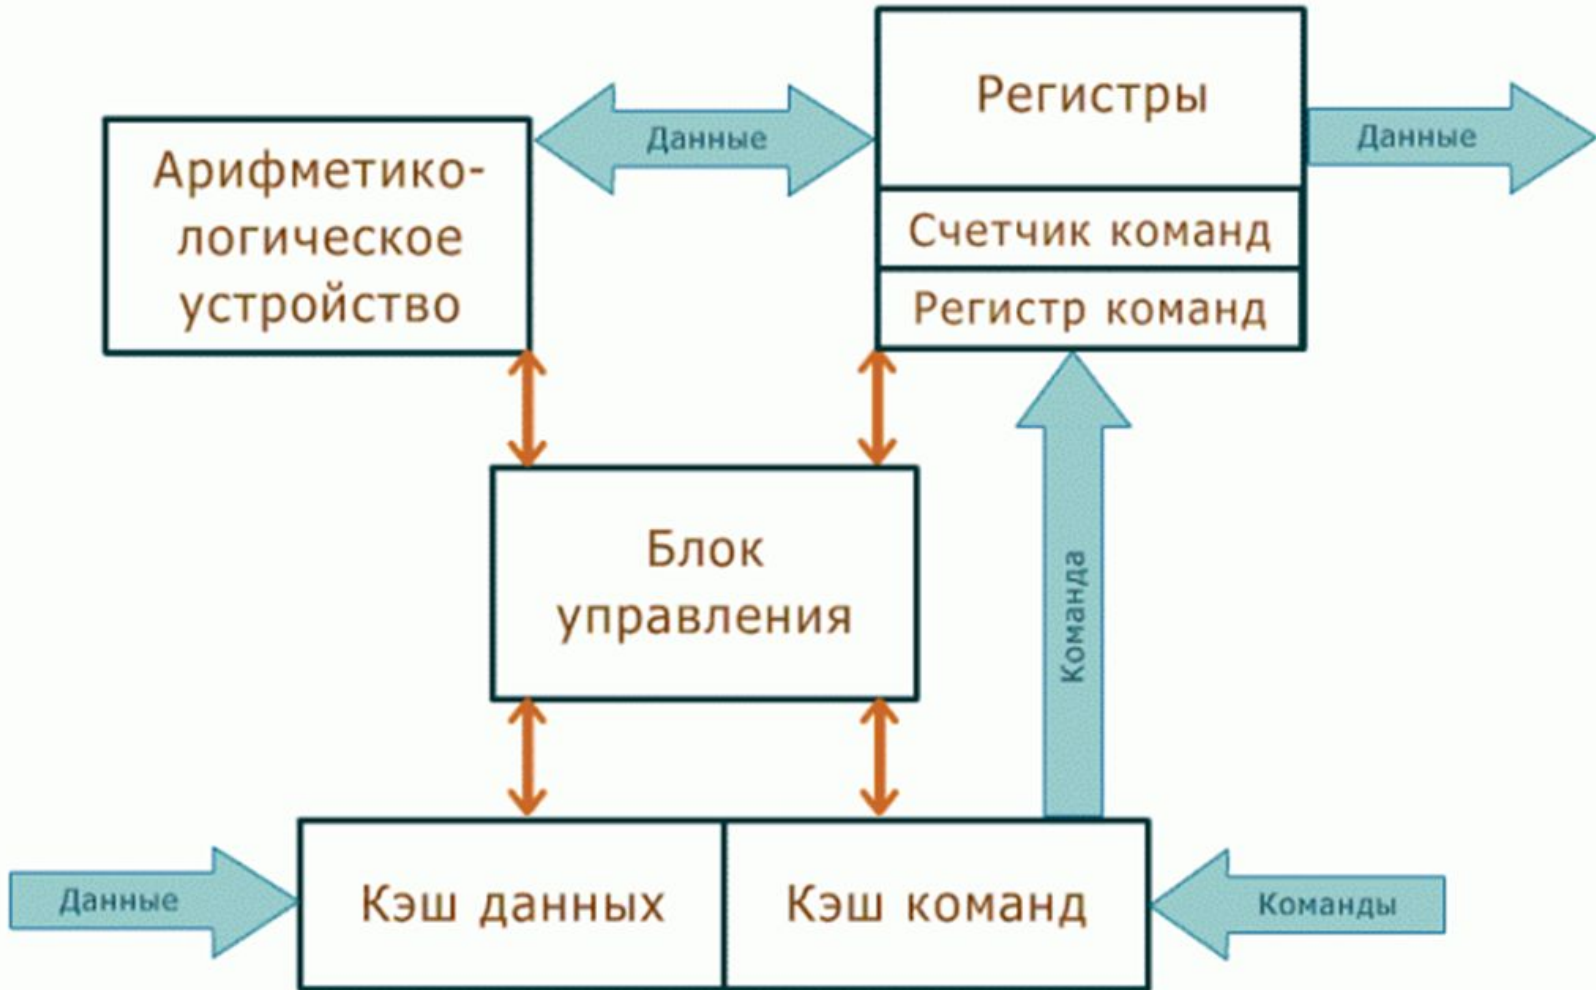 Регистры
Данные
Данные
Арифметико-
логическое
устройство
Счетчик команд
Регистр команд
Блок
управления
Команда
Данные
Кэш данных
Кэш команд
Команды